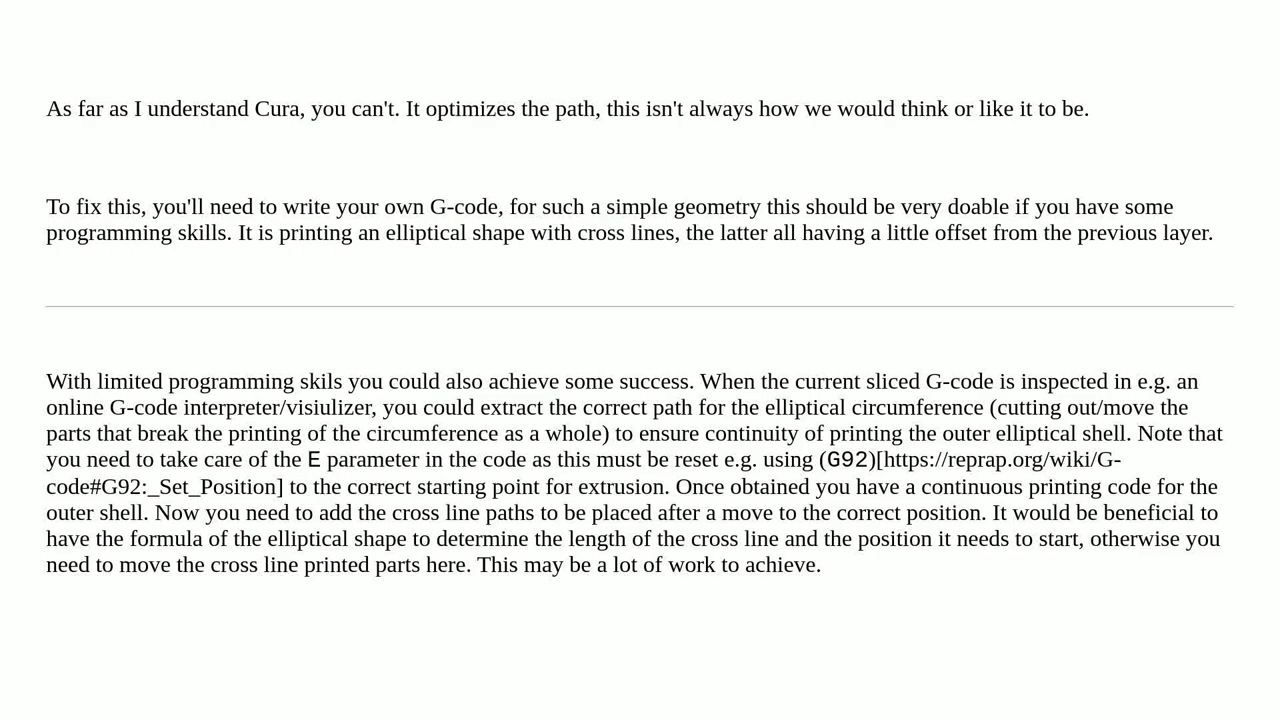 As far as I understand Cura, you can't. It optimizes the path, this isn't always how we would think or like it to be.
To fix this, you'll need to write your own G-code, for such a simple geometry this should be very doable if you have some
programming skills. It is printing an elliptical shape with cross lines, the latter all having a little offset from the previous layer.
With limited programming skils you could also achieve some success. When the current sliced G-code is inspected in e.g. an
online G-code interpreter/visiulizer, you could extract the correct path for the elliptical circumference (cutting out/move the
parts that break the printing of the circumference as a whole) to ensure continuity of printing the outer elliptical shell. Note that
you need to take care of the E parameter in the code as this must be reset e.g. using (G92)[https://reprap.org/wiki/G-
code#G92:_Set_Position] to the correct starting point for extrusion. Once obtained you have a continuous printing code for the
outer shell. Now you need to add the cross line paths to be placed after a move to the correct position. It would be beneficial to
have the formula of the elliptical shape to determine the length of the cross line and the position it needs to start, otherwise you
need to move the cross line printed parts here. This may be a lot of work to achieve.